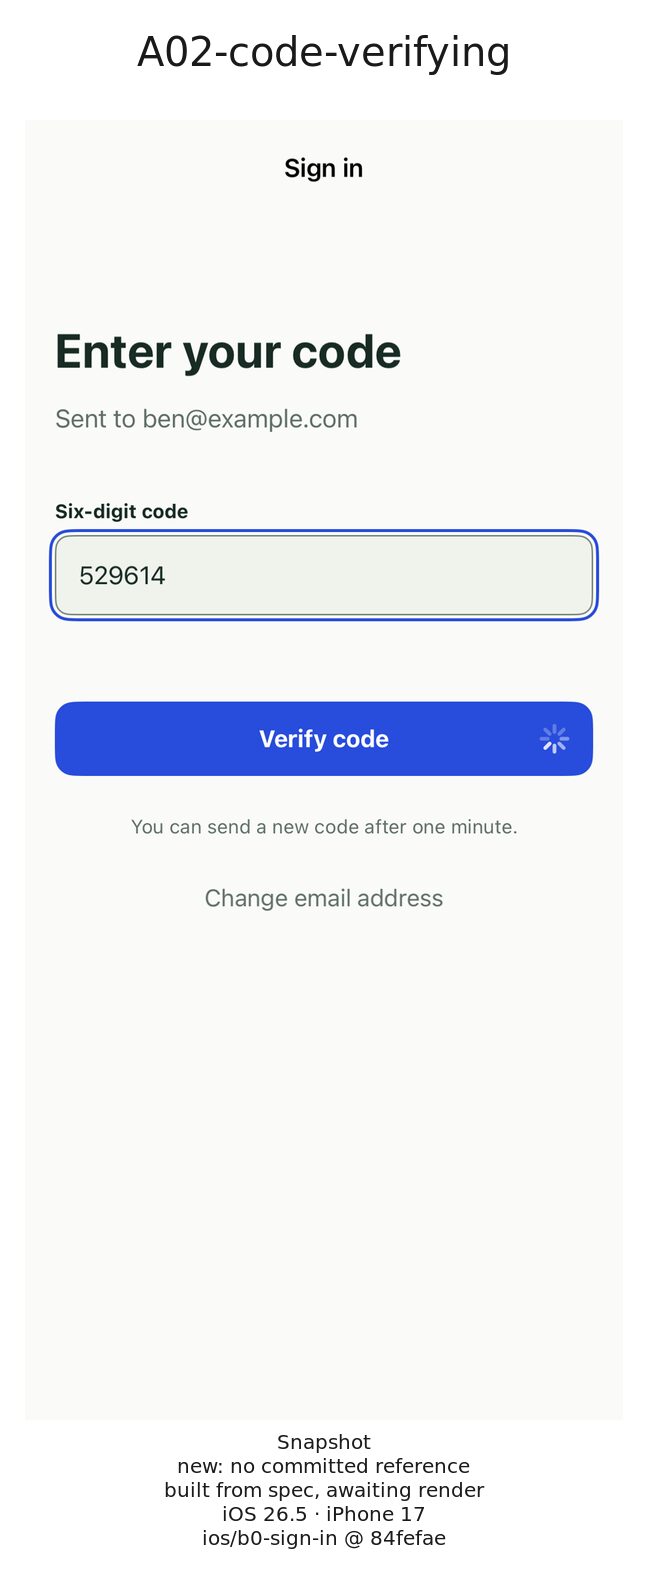 A02-code-verifying
Sign in
Enter your code
Sent to ben@example.com
Six-digit code
529614
Verify code
You can send a new code after one minute.
Change email address
Snapshot
new: no committed reference
built from spec, awaiting render
iOS 26.5 · iPhone 17
ios/b0-sign-in @ 84fefae